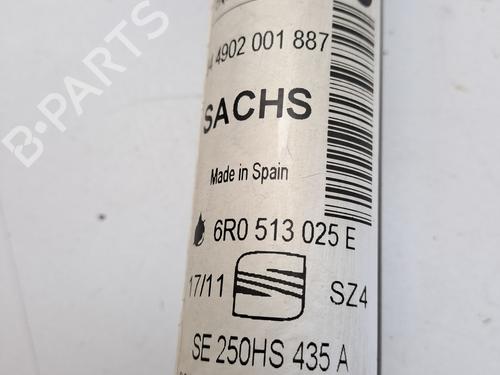 4902 001 887
SACHS
Made in Spain
6R0 513 025 E
17/11
SZ4
SE 250HS 435 A
B-PARTS